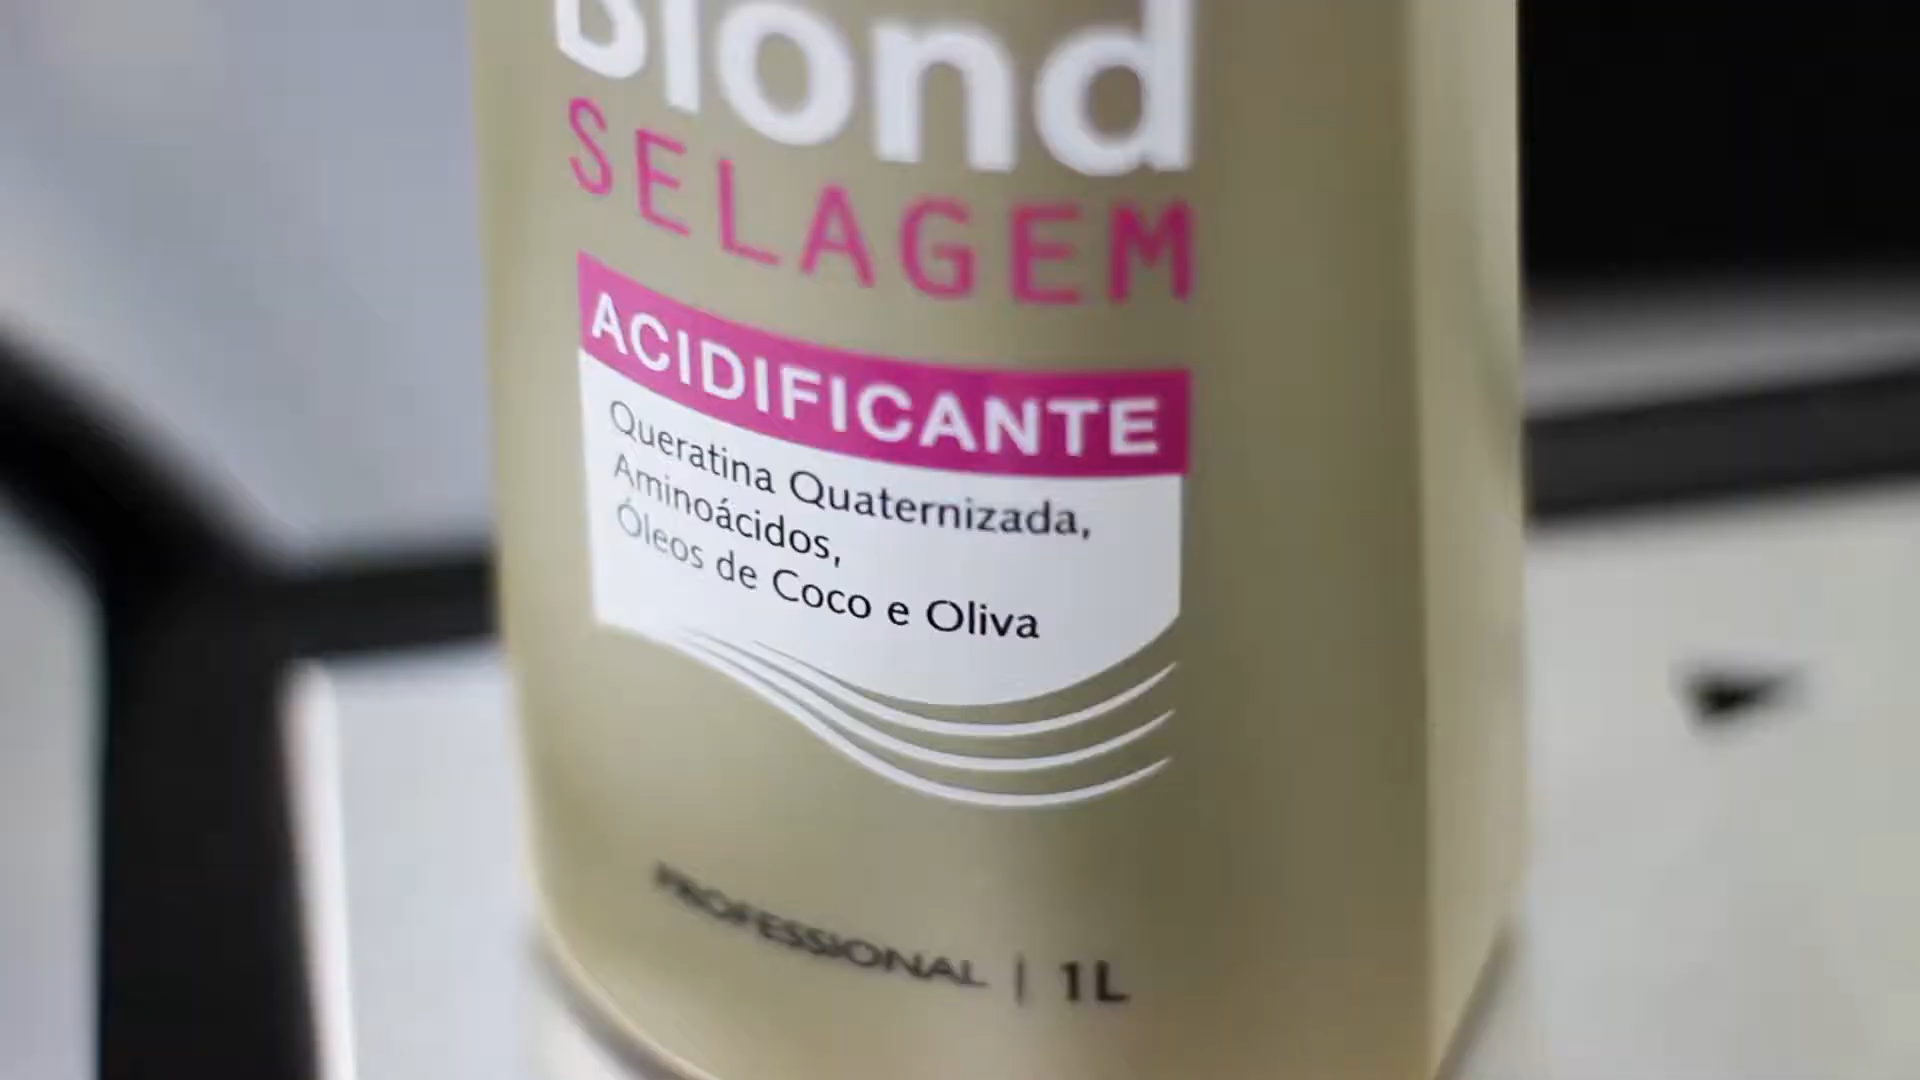 Blond
SELAGEM
ACIDIFICANTE
Queratina Quaternizada,
Aminoácidos,
Óleos de Coco e Oliva
PROFESSIONAL | 1L